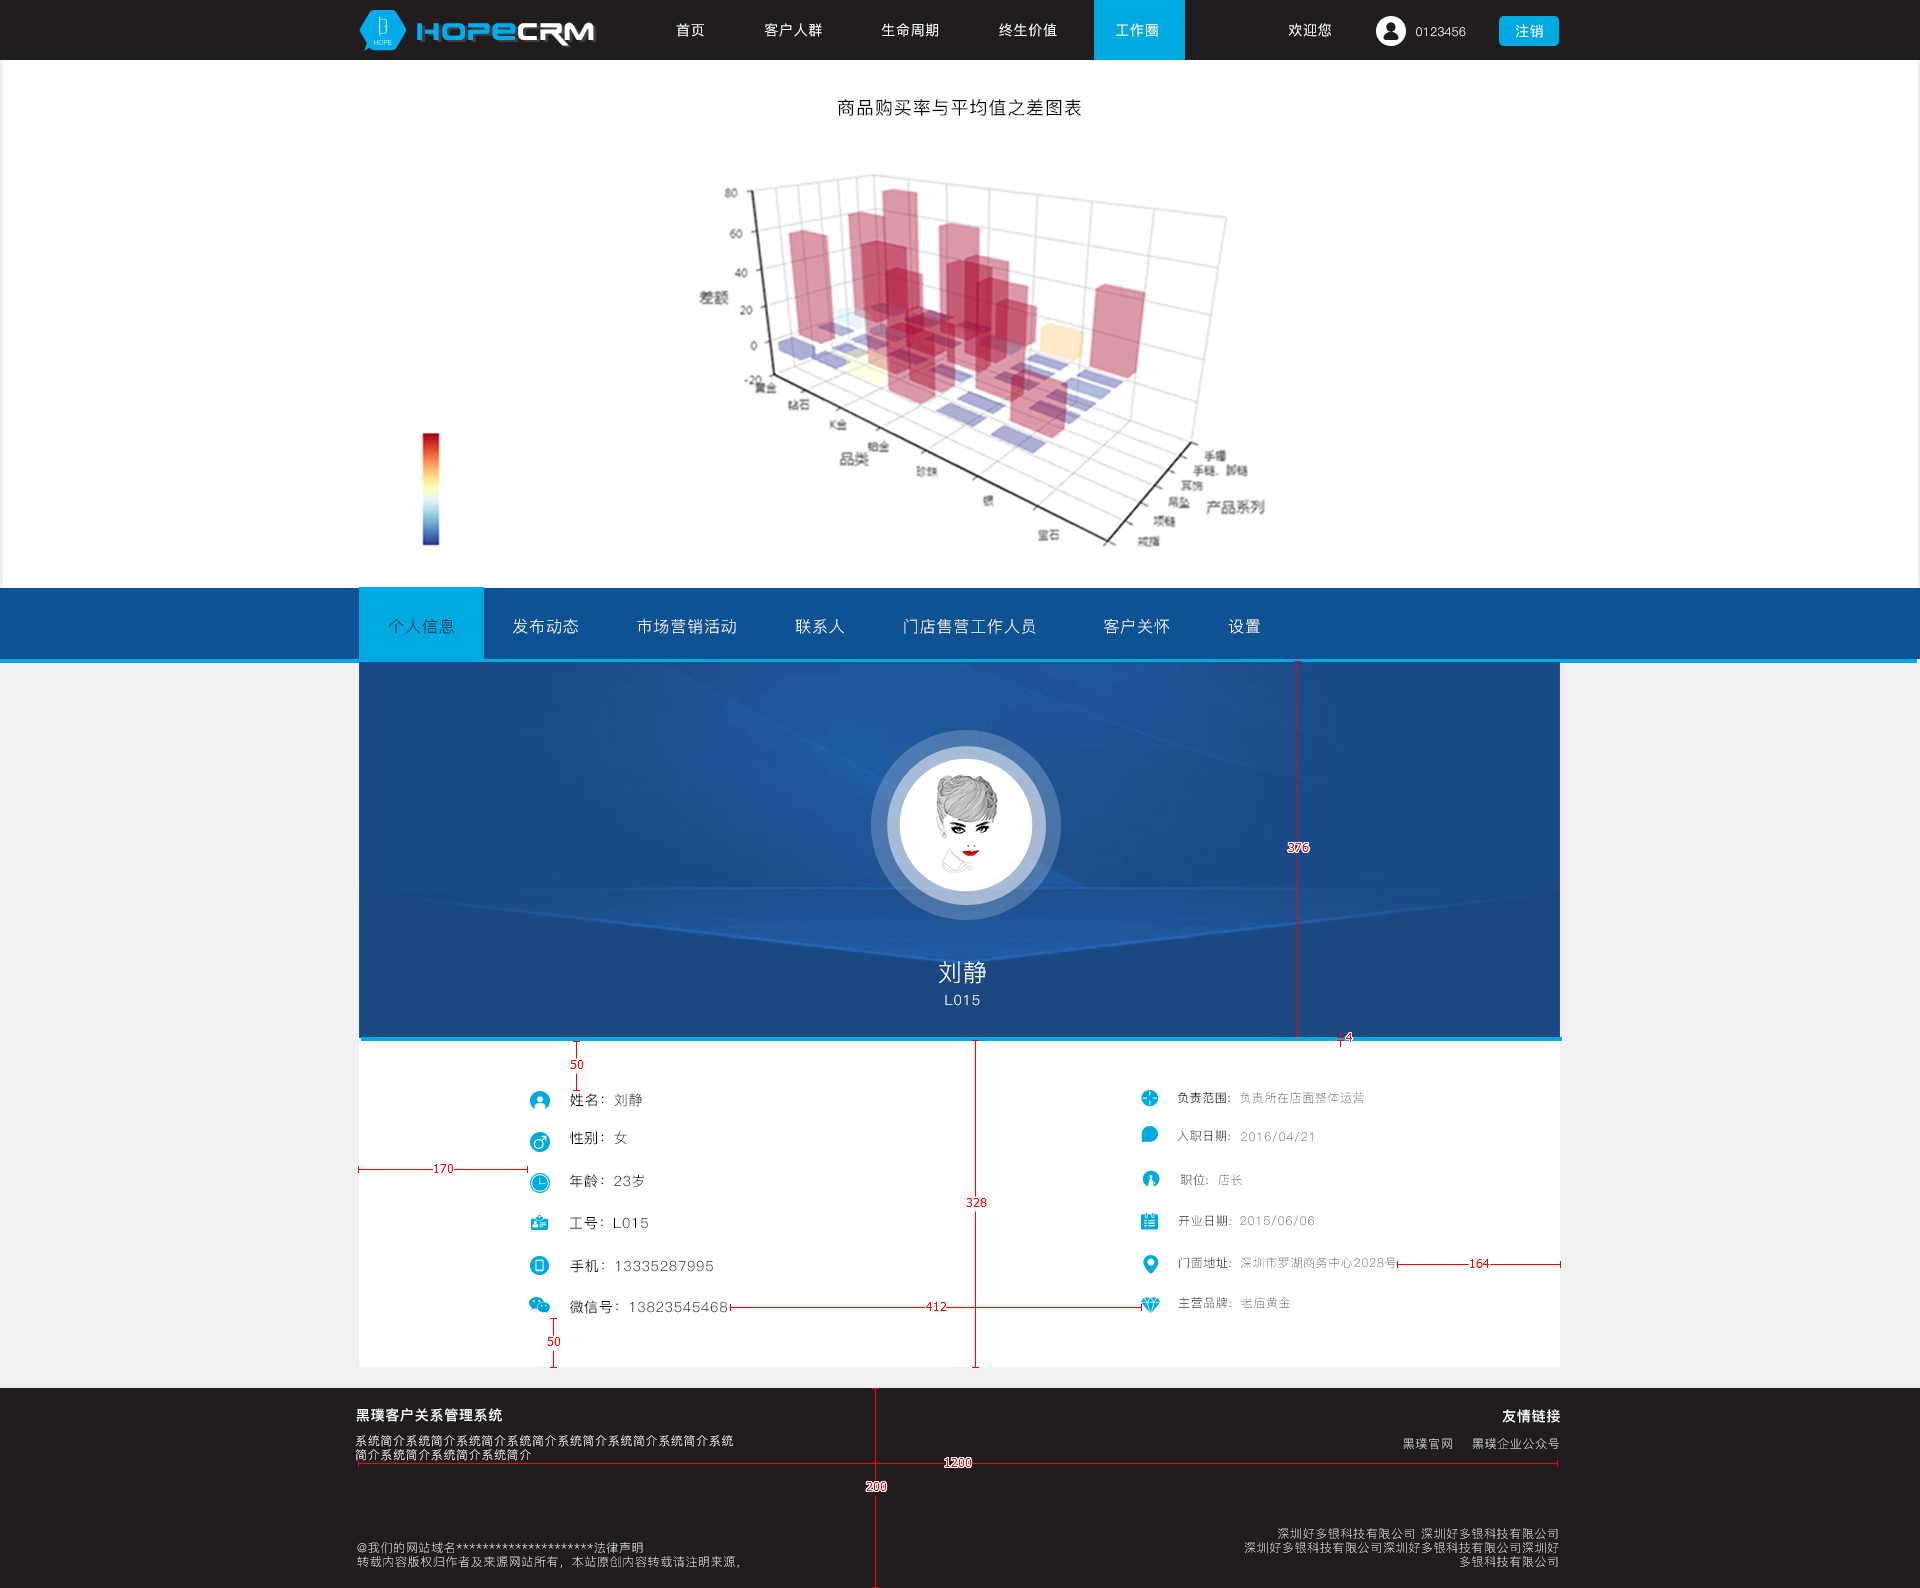 HOPE
HOPECRM
首页
客户人群
生命周期
终生价值
工作圈
欢迎您
0123456
注销
商品购买率与平均值之差图表
80
60
40
20
0
-20
差额
黄金
钻石
K金
铂金
珍珠
银
宝石
品类
手镯
手链、脚链
耳饰
吊坠
项链
戒指
产品系列
个人信息
发布动态
市场营销活动
联系人
门店售营工作人员
客户关怀
设置
376
刘静
L015
4
50
姓名：刘静
负责范围：负责所在店面整体运营
性别：女
入职日期：2016/04/21
170
年龄：23岁
职位：店长
328
工号：L015
开业日期：2015/06/06
手机：13335287995
门面地址：深圳市罗湖商务中心2028号
164
微信号：13823545468
412
主营品牌：老庙黄金
50
黑璞客户关系管理系统
友情链接
系统简介系统简介系统简介系统简介系统简介系统简介系统简介系统
简介系统简介系统简介系统简介
黑璞官网
黑璞企业公众号
1200
200
深圳好多银科技有限公司 深圳好多银科技有限公司
深圳好多银科技有限公司深圳好多银科技有限公司深圳好
多银科技有限公司
@我们的网站域名*********************法律声明
转载内容版权归作者及来源网站所有，本站原创内容转载请注明来源，